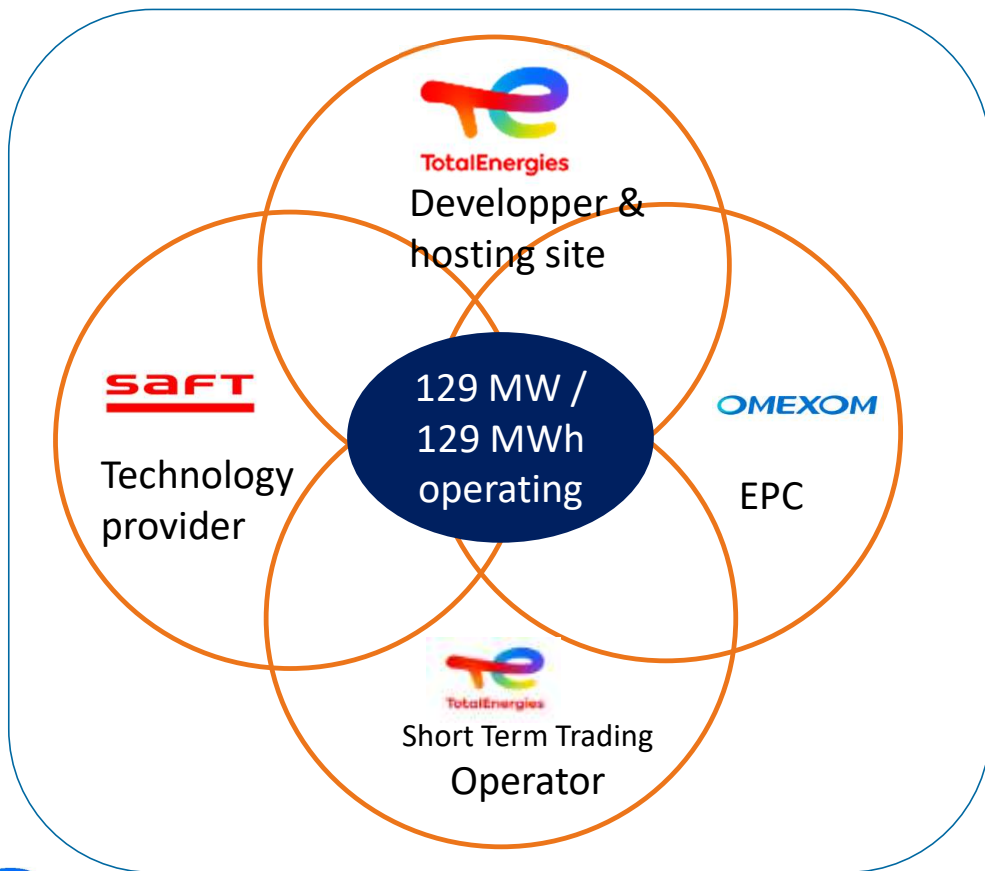 TotalEnergies
Developper &
hosting site
SAFT
Technology
provider
129 MW /
129 MWh
operating
OMEXOM
EPC
TotalEnergies
Short Term Trading
Operator